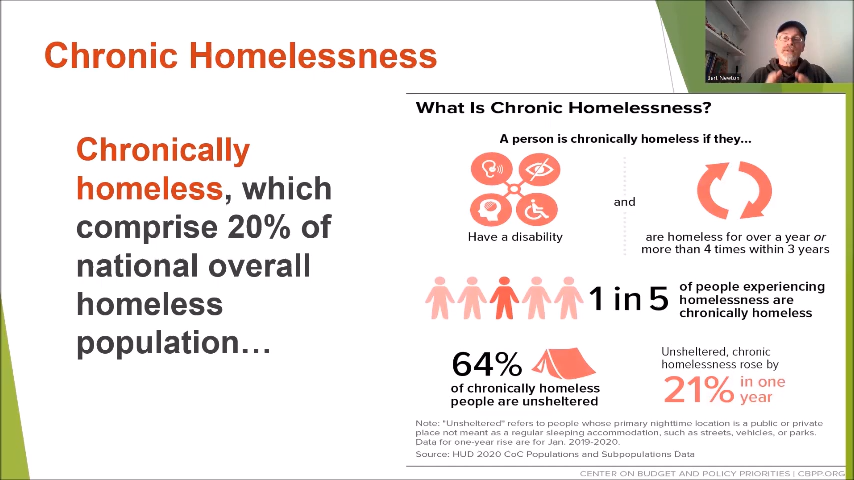 Chronic Homelessness
Chronically
homeless, which
comprise 20% of
national overall
homeless
population…
Bert Newton
What Is Chronic Homelessness?
A person is chronically homeless if they...
and
Have a disability
are homeless for over a year or
more than 4 times within 3 years
1 in 5
of people experiencing
homelessness are
chronically homeless
64%
of chronically homeless
people are unsheltered
Unsheltered, chronic
homelessness rose by
21% in one
year
Note: "Unsheltered" refers to people whose primary nighttime location is a public or private
place not meant as a regular sleeping accommodation, such as streets, vehicles, or parks.
Data for one-year rise are for Jan. 2019-2020.
Source: HUD 2020 CoC Populations and Subpopulations Data
CENTER ON BUDGET AND POLICY PRIORITIES | CBPP.ORG